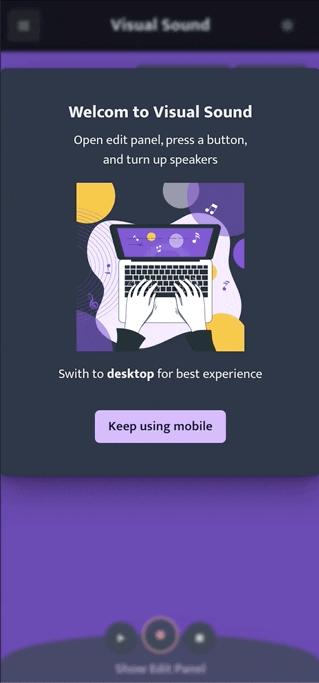 Visual Sound
Welcom to Visual Sound
Open edit panel, press a button,
and turn up speakers
Swith to desktop for best experience
Keep using mobile
Show Edit Panel